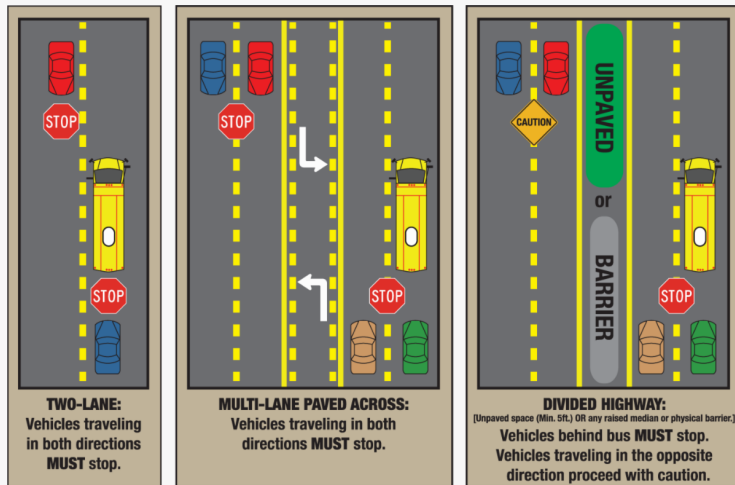 STOP
STOP
TWO-LANE:
Vehicles traveling
in both directions
MUST stop.
STOP
STOP
MULTI-LANE PAVED ACROSS:
Vehicles traveling in both
directions MUST stop.
CAUTION
UNPAVED
or
BARRIER
STOP
DIVIDED HIGHWAY:
[Unpaved space (Min. 5ft.) OR any raised median or physical barrier.]
Vehicles behind bus MUST stop.
Vehicles traveling in the opposite
direction proceed with caution.